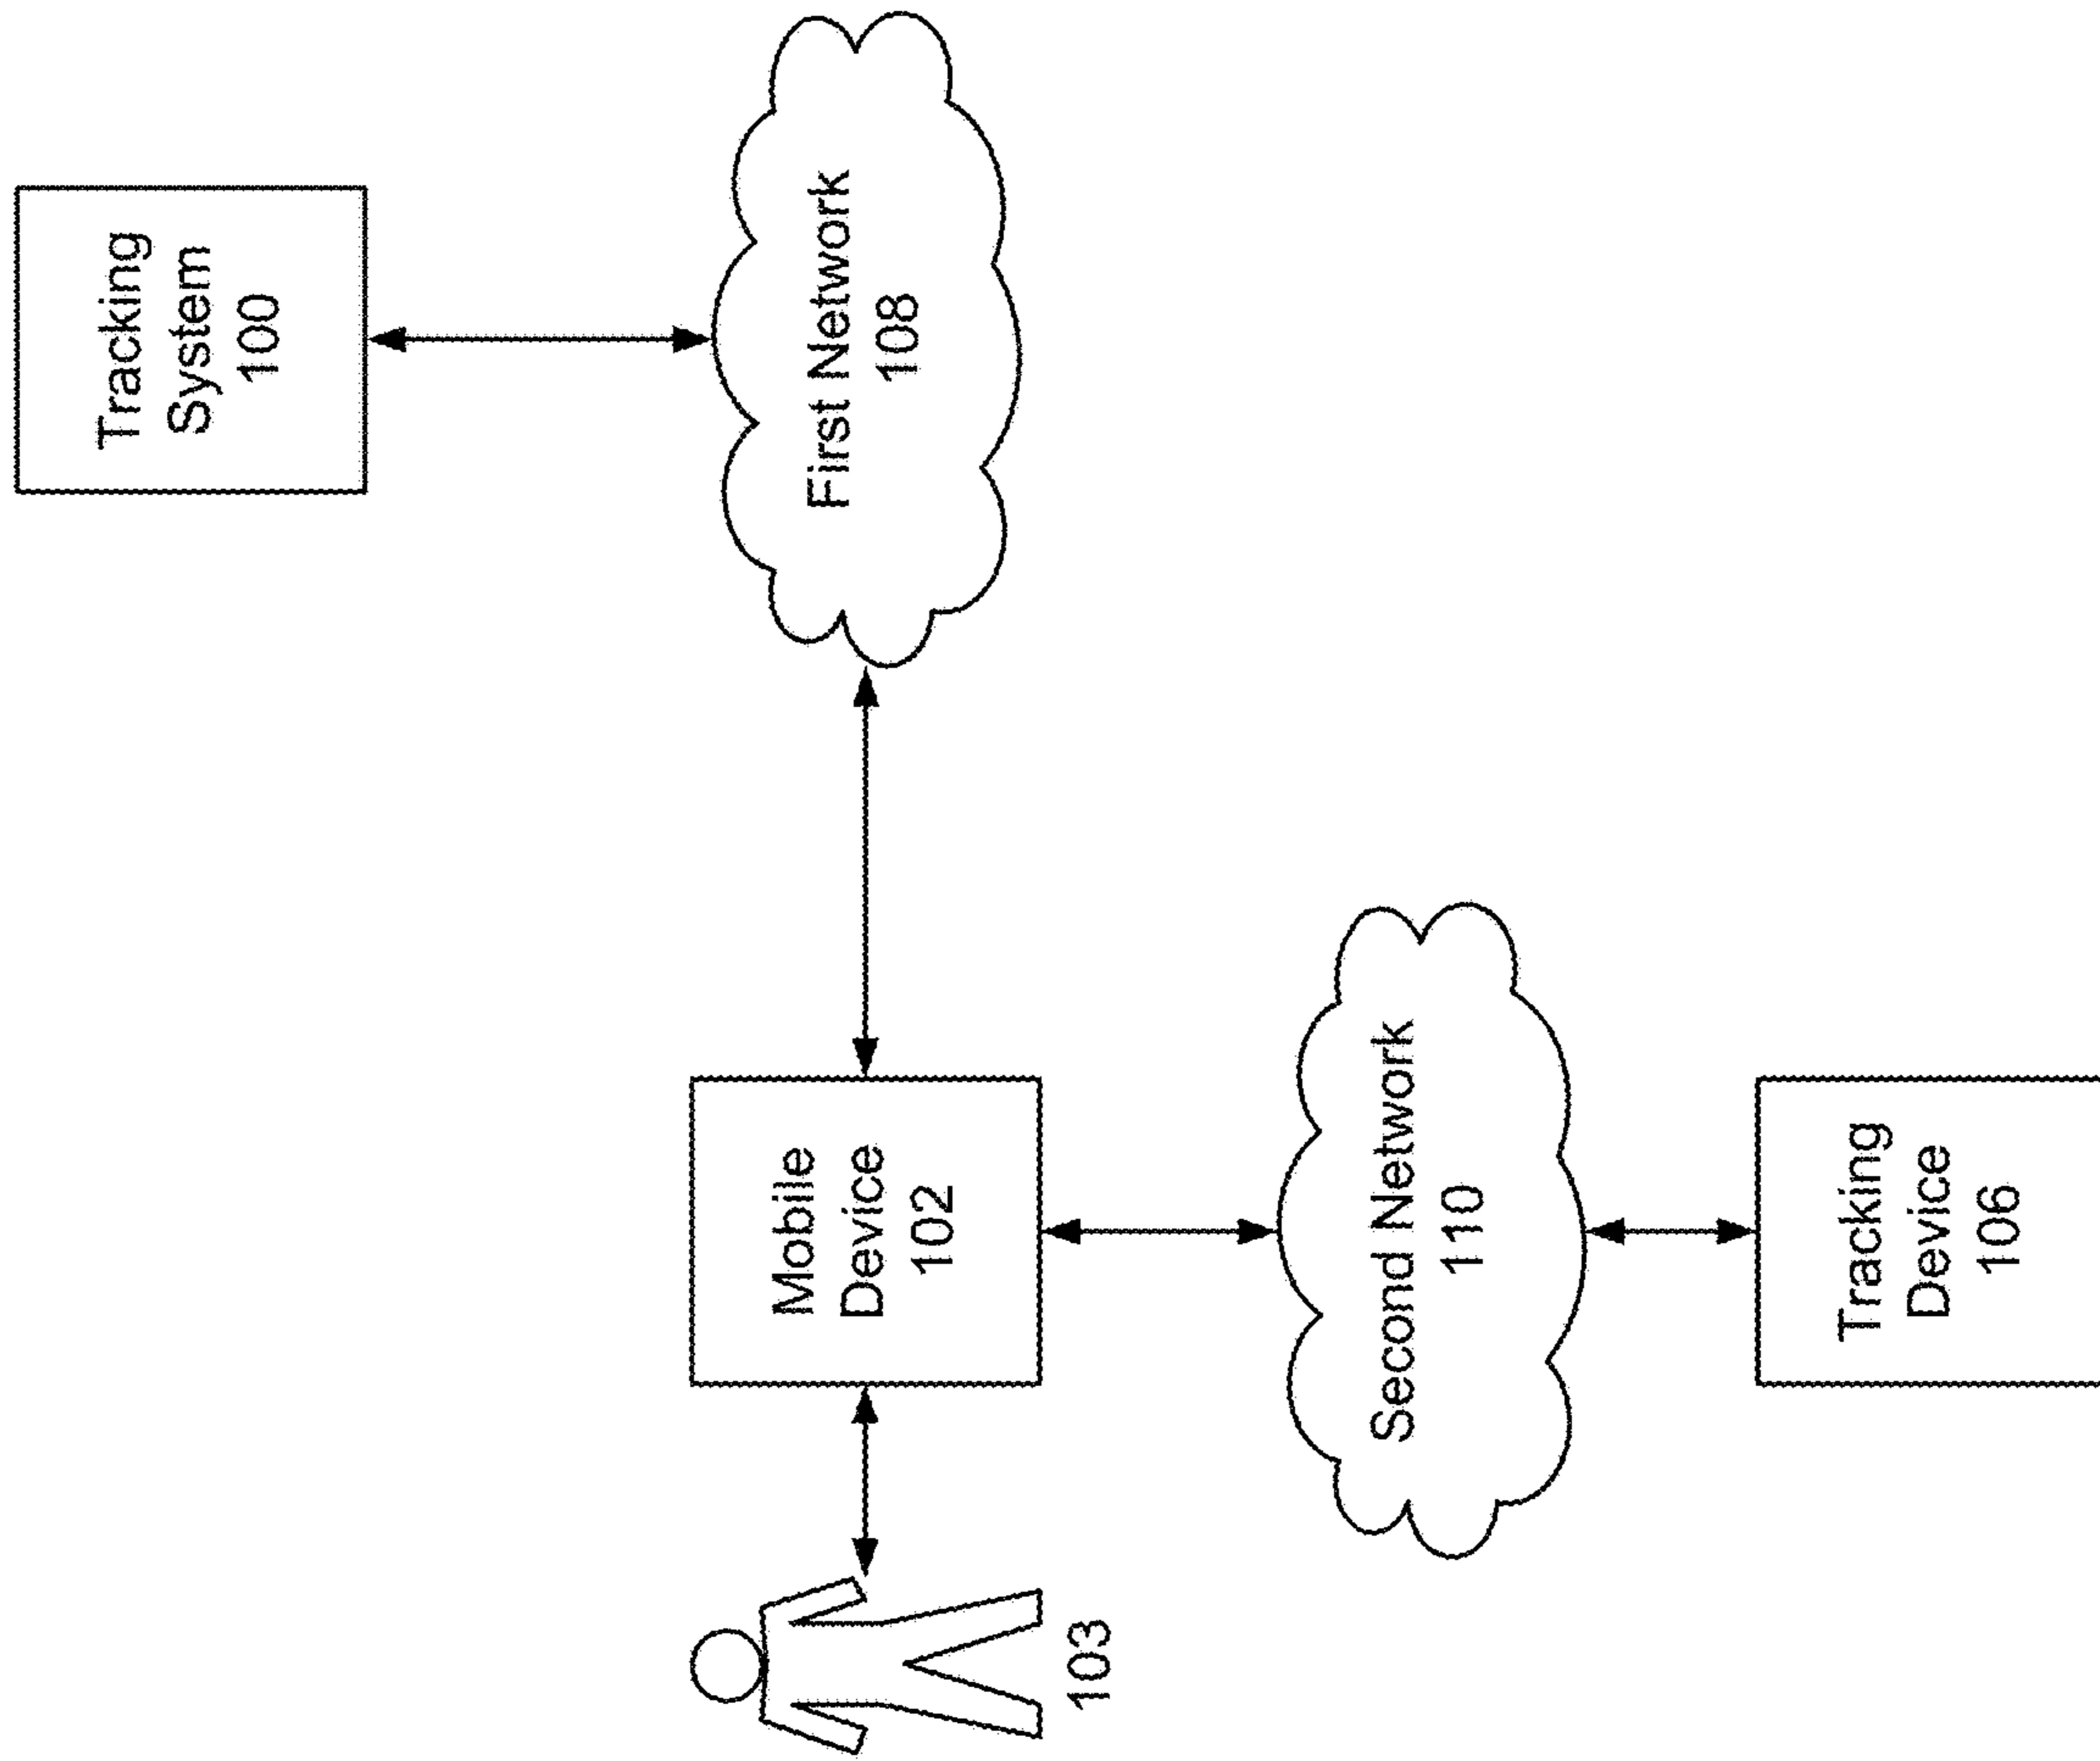 Tracking
System
100
First Network
108
Mobile
Device
102
103
Second Network
110
Tracking
Device
106